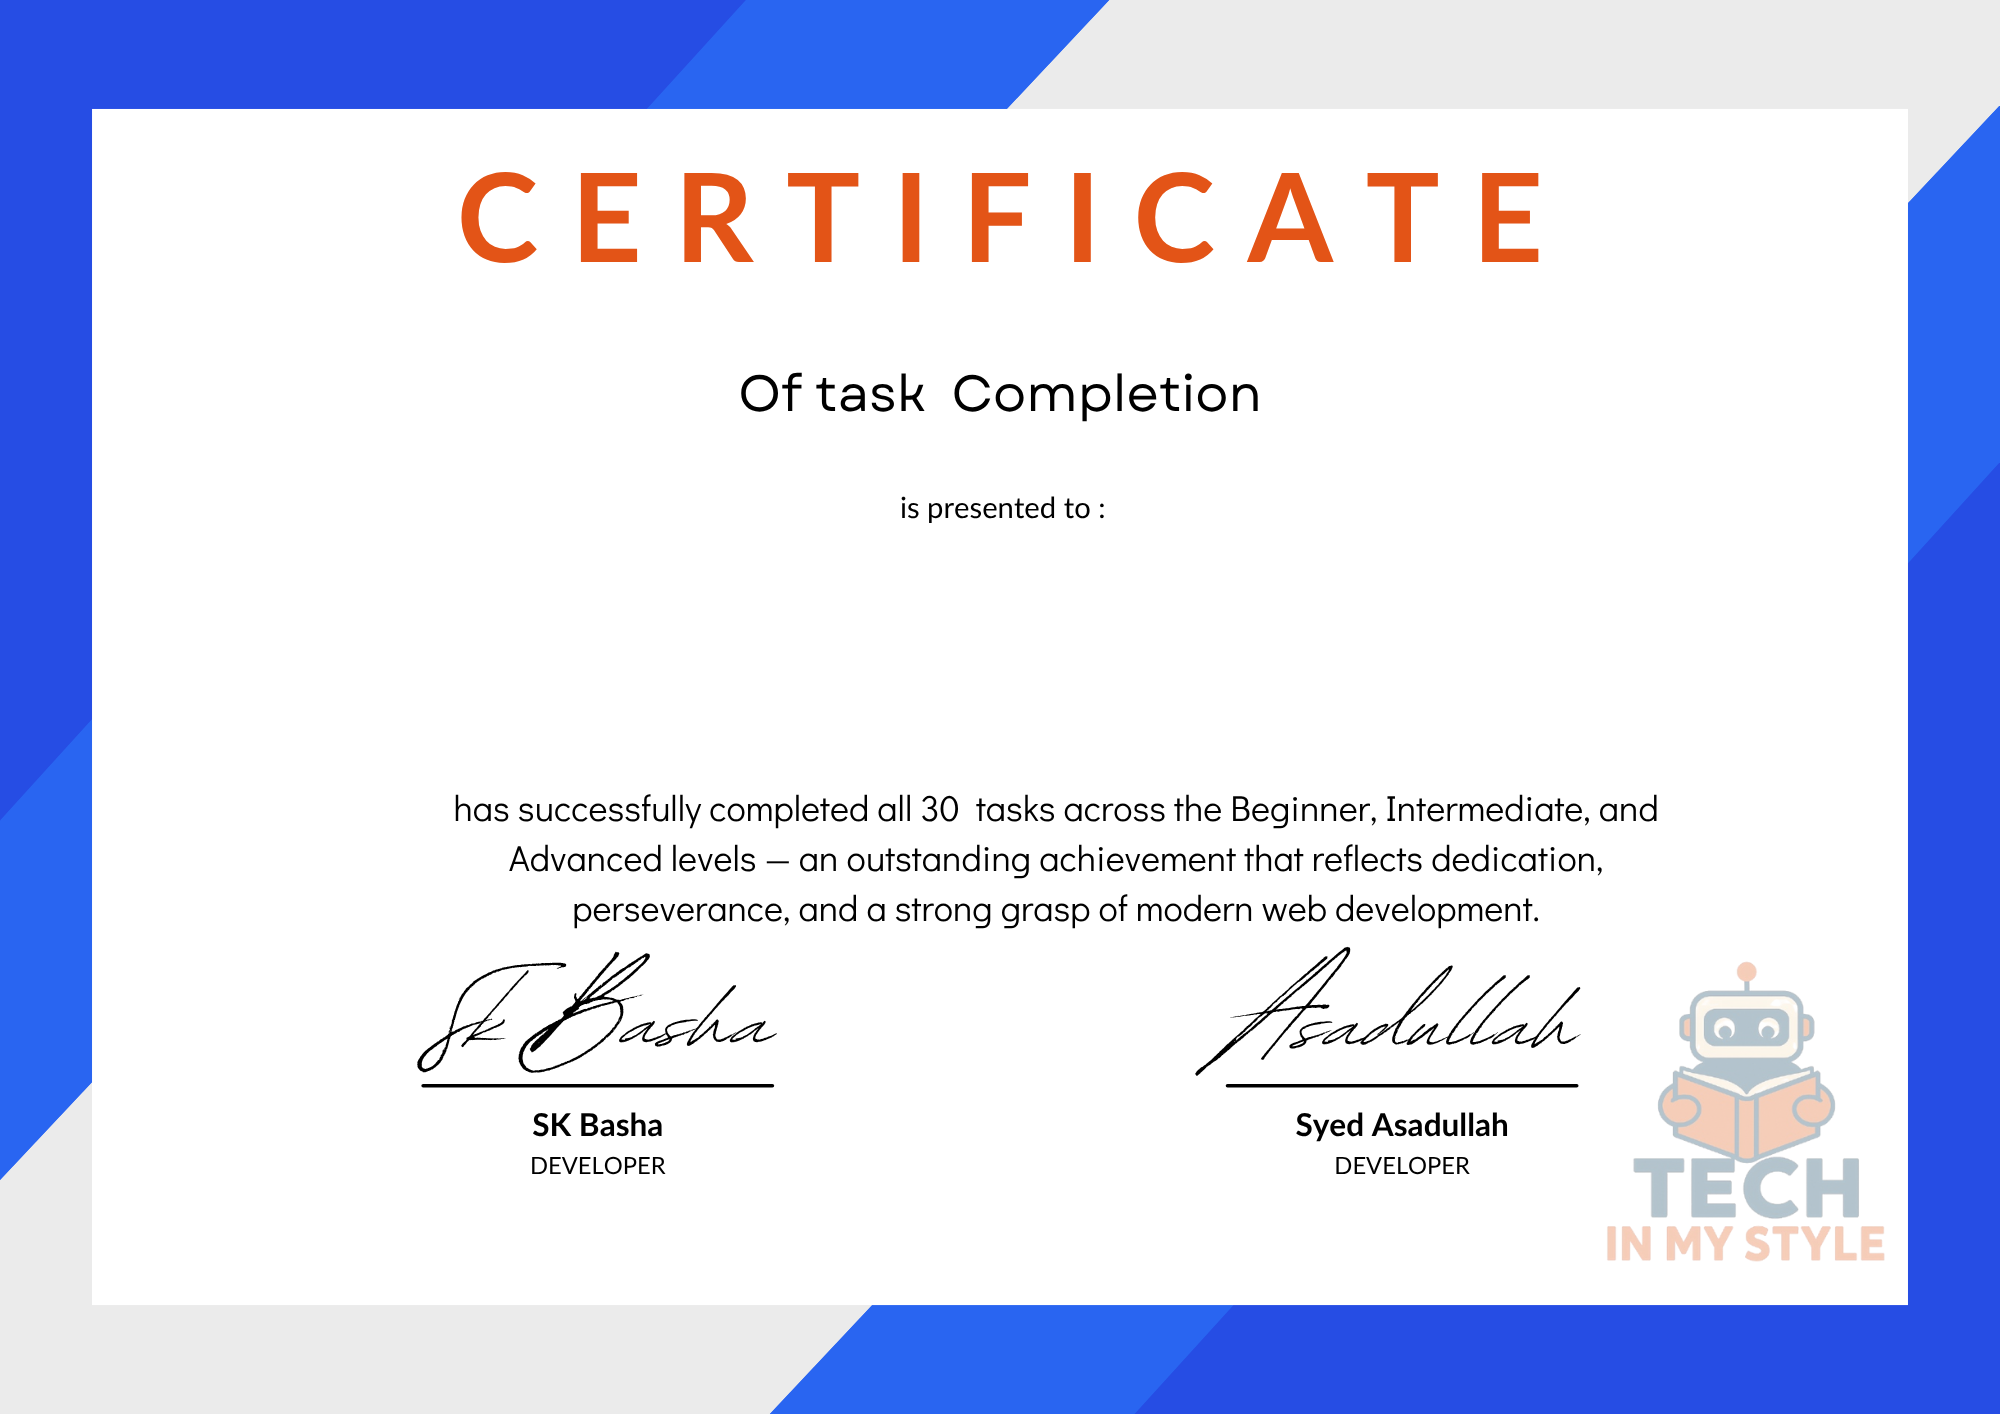 CERTIFICATE
Of task  Completion
is presented to :
has successfully completed all 30  tasks across the Beginner, Intermediate, and
Advanced levels — an outstanding achievement that reflects dedication,
perseverance, and a strong grasp of modern web development.
Sk Basha
Asadullah
SK Basha
Syed Asadullah
DEVELOPER
DEVELOPER
TECH
IN MY STYLE